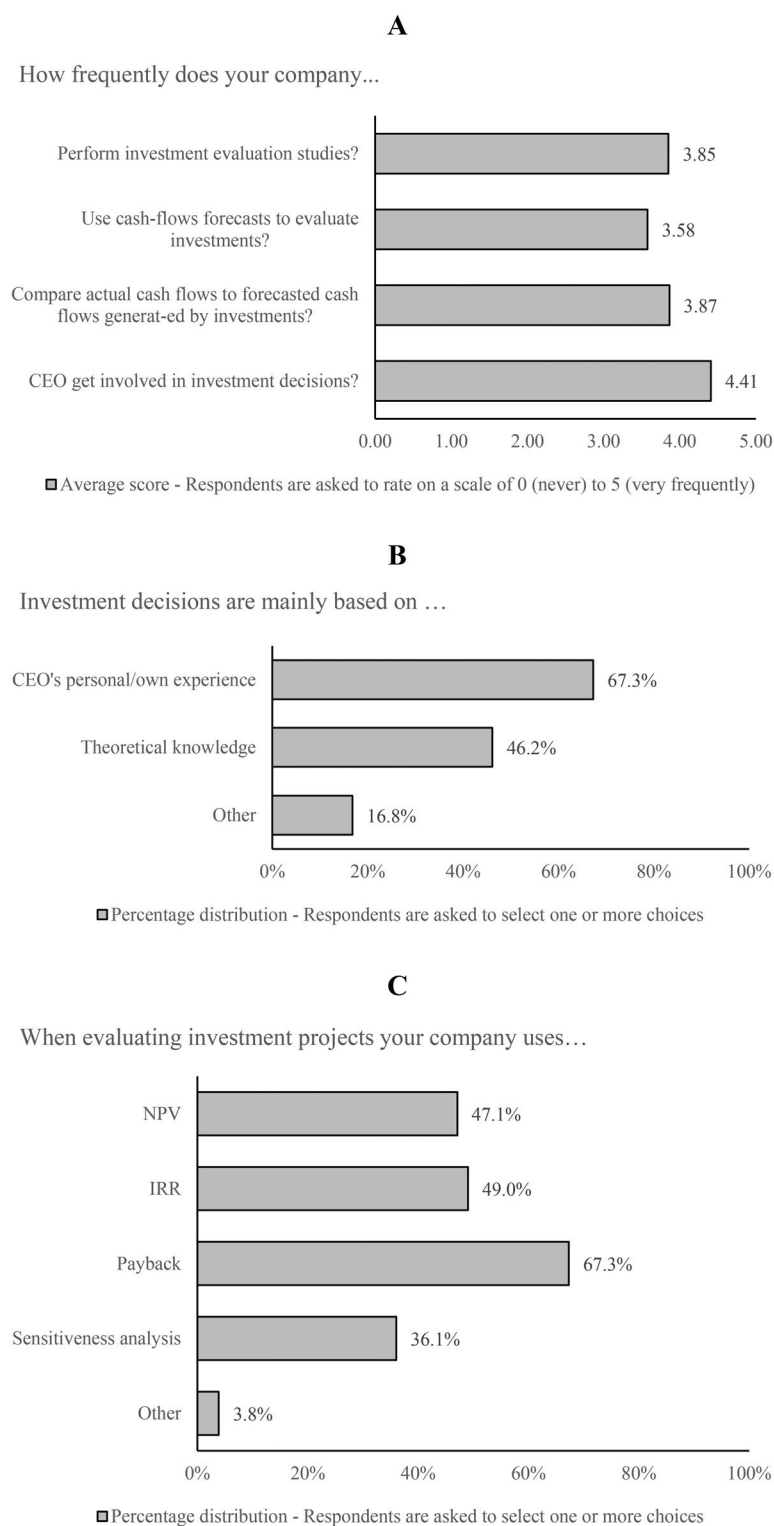 A
How frequently does your company...
Perform investment evaluation studies?
3.85
Use cash-flows forecasts to evaluate
investments?
3.58
Compare actual cash flows to forecasted cash
flows generat-ed by investments?
3.87
CEO get involved in investment decisions?
4.41
0.00 1.00 2.00 3.00 4.00 5.00
Average score - Respondents are asked to rate on a scale of 0 (never) to 5 (very frequently)
B
Investment decisions are mainly based on …
CEO's personal/own experience
67.3%
Theoretical knowledge
46.2%
Other
16.8%
0% 20% 40% 60% 80% 100%
Percentage distribution - Respondents are asked to select one or more choices
C
When evaluating investment projects your company uses…
NPV
47.1%
IRR
49.0%
Payback
67.3%
Sensitiveness analysis
36.1%
Other
3.8%
0% 20% 40% 60% 80% 100%
Percentage distribution - Respondents are asked to select one or more choices